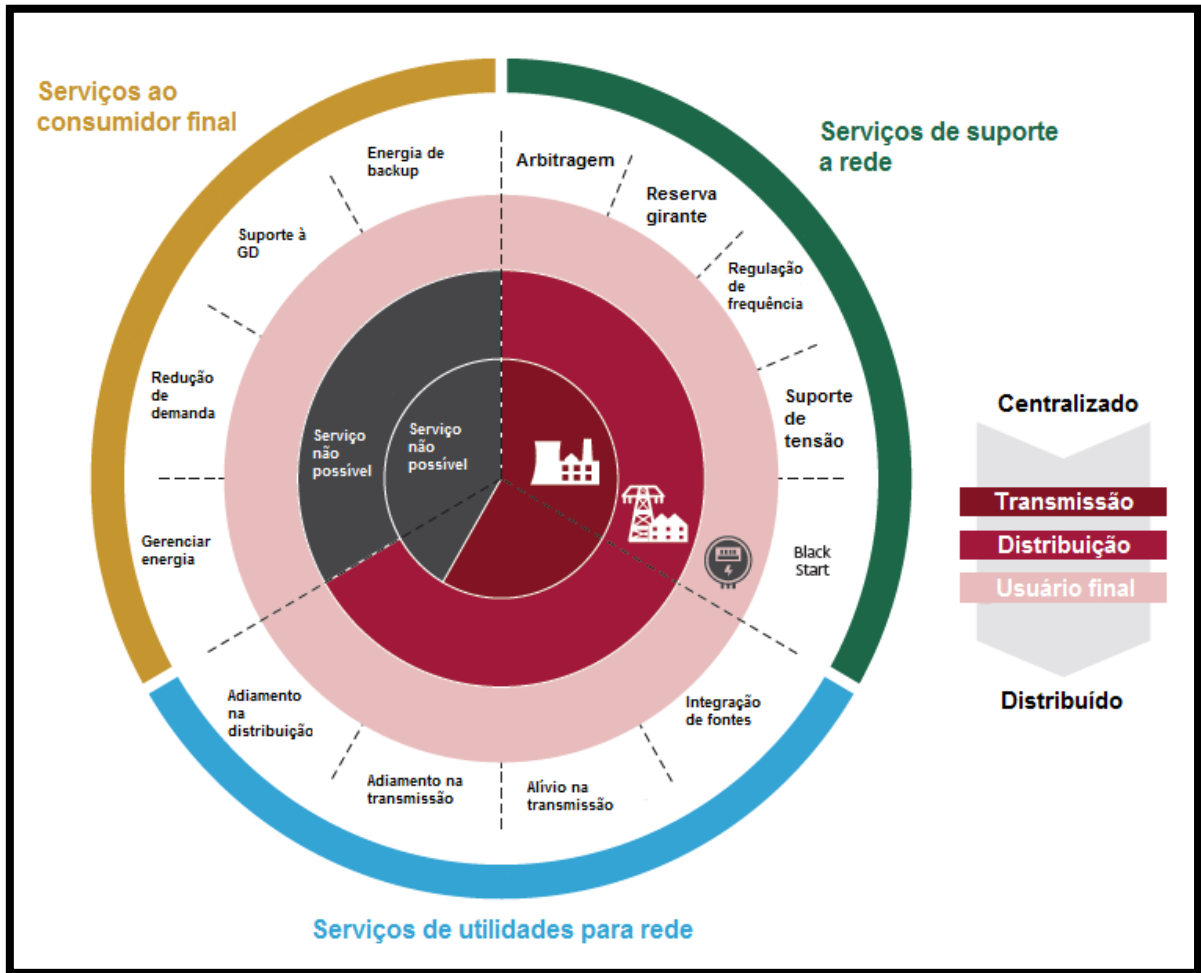 Serviços ao
consumidor final
Serviços de suporte
a rede
Energia de
backup
Arbitragem
Reserva
girante
Suporte à
GD
Regulação
de
frequência
Redução
de
demanda
Suporte
de
tensão
Serviço
não
possível
Serviço
não
possível
Gerenciar
energia
Black
Start
Adiamento
na
distribuição
Integração
de fontes
Adiamento na
transmissão
Alívio na
transmissão
Serviços de utilidades para rede
Centralizado
Transmissão
Distribuição
Usuário final
Distribuído